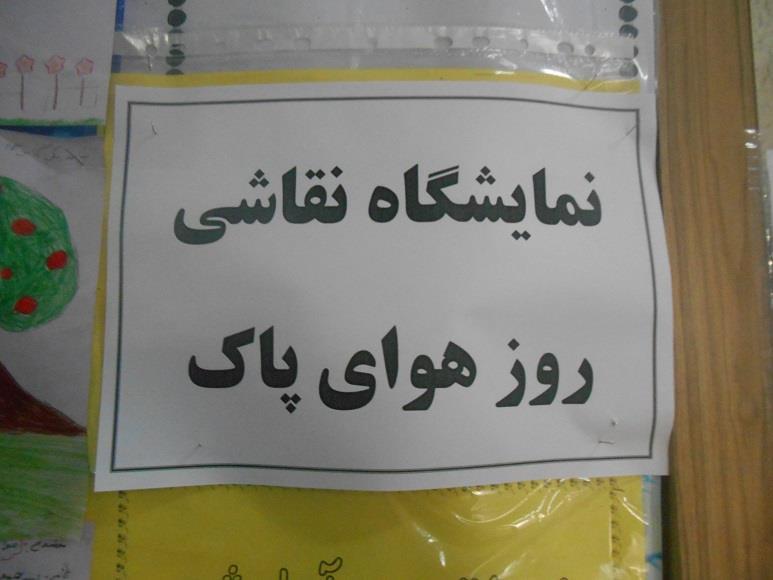 نمایشگاه نقاشی
روز هوای پاک